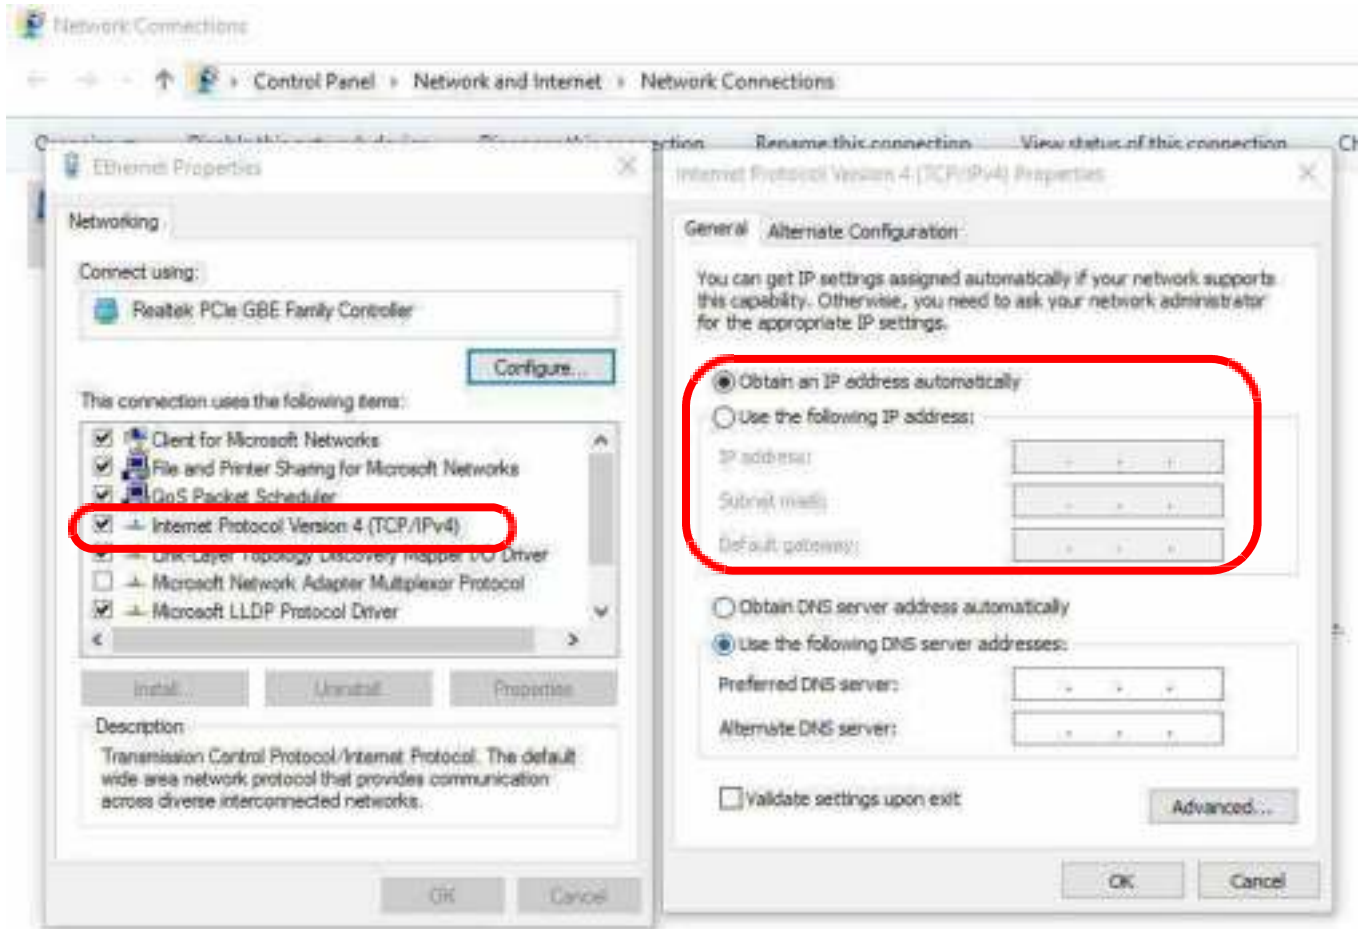 Network Connections
Control Panel › Network and Internet › Network Connections
Rename this connection
View status of this connection
Ethernet Properties
Networking
Connect using:
Realtek PCIe GBE Family Controller
Configure...
This connection uses the following items:
Client for Microsoft Networks
File and Printer Sharing for Microsoft Networks
QoS Packet Scheduler
Internet Protocol Version 4 (TCP/IPv4)
Link-Layer Topology Discovery Mapper I/O Driver
Microsoft Network Adapter Multiplexor Protocol
Microsoft LLDP Protocol Driver
Install...
Uninstall
Properties
Description
Transmission Control Protocol/Internet Protocol. The default
wide area network protocol that provides communication
across diverse interconnected networks.
OK
Cancel
Internet Protocol Version 4 (TCP/IPv4) Properties
General
Alternate Configuration
You can get IP settings assigned automatically if your network supports
this capability. Otherwise, you need to ask your network administrator
for the appropriate IP settings.
Obtain an IP address automatically
Use the following IP address:
IP address:
Subnet mask:
Default gateway:
Obtain DNS server address automatically
Use the following DNS server addresses:
Preferred DNS server:
Alternate DNS server:
Validate settings upon exit
Advanced...
OK
Cancel